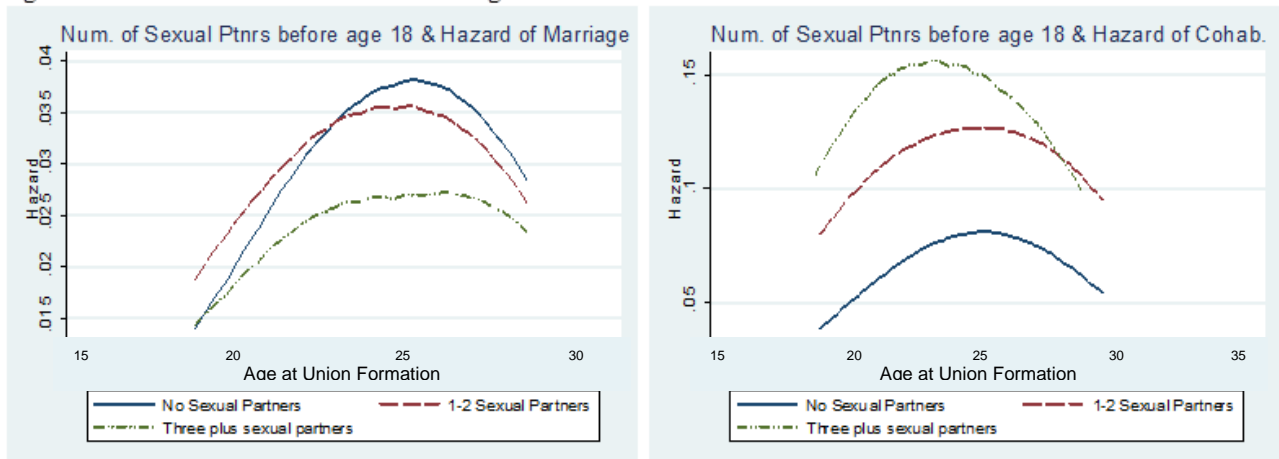 Num. of Sexual Ptnrs before age 18 & Hazard of Marriage
.04
.035
.03
.025
.02
.015
Hazard
15 20 25 30
Age at Union Formation
No Sexual Partners
1-2 Sexual Partners
Three plus sexual partners
Num. of Sexual Ptnrs before age 18 & Hazard of Cohab.
.15
.1
.05
Hazard
15 20 25 30 35
Age at Union Formation
No Sexual Partners
1-2 Sexual Partners
Three plus sexual partners